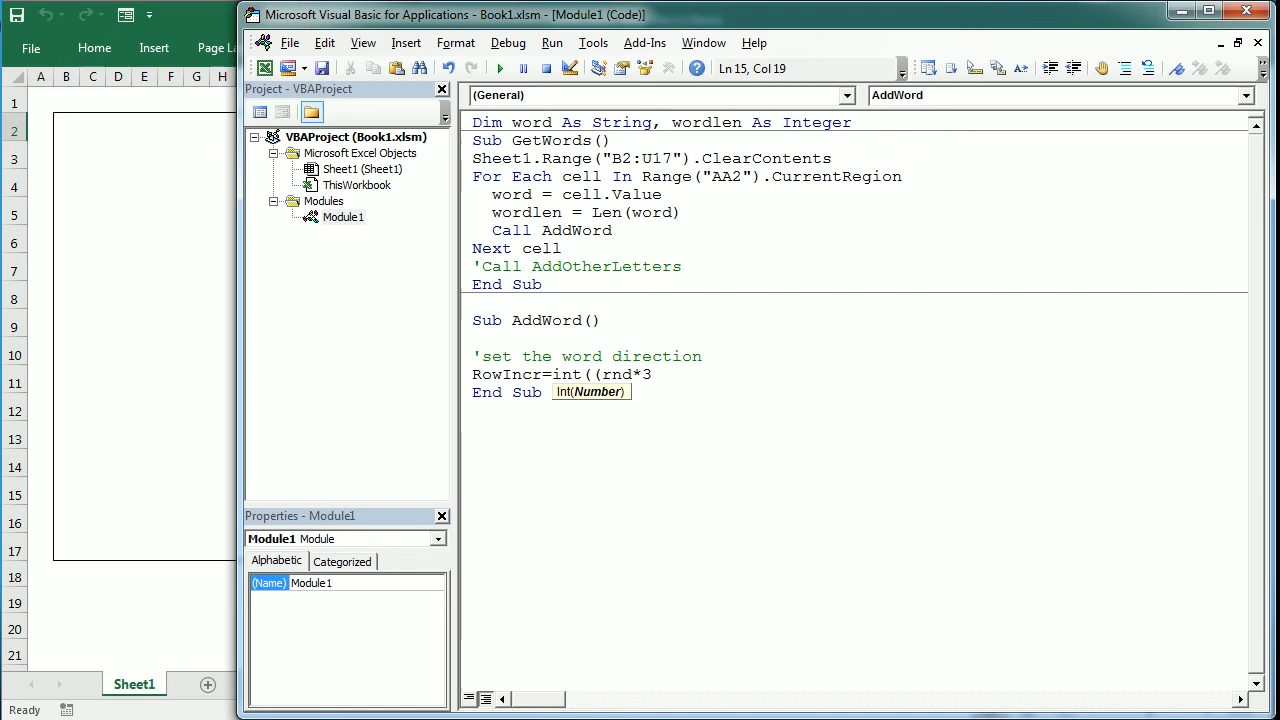 Microsoft Visual Basic for Applications - Book1.xlsm - [Module1 (Code)]
File Home Insert Page La
File Edit View Insert Format Debug Run Tools Add-Ins Window Help
Ln 15, Col 19
Project - VBAProject
(General) AddWord
A B C D E F G H
1
2
3
4
5
6
7
8
9
10
11
12
13
14
15
16
17
18
19
20
21
VBAProject (Book1.xlsm)
Microsoft Excel Objects
Sheet1 (Sheet1)
ThisWorkbook
Modules
Module1
Dim word As String, wordlen As Integer
Sub GetWords()
Sheet1.Range("B2:U17").ClearContents
For Each cell In Range("AA2").CurrentRegion
word = cell.Value
wordlen = Len(word)
Call AddWord
Next cell
'Call AddOtherLetters
End Sub
Sub AddWord()
'set the word direction
RowIncr=int((rnd*3
End Sub
Int(Number)
Properties - Module1
Module1 Module
Alphabetic Categorized
(Name) Module1
Sheet1
Ready